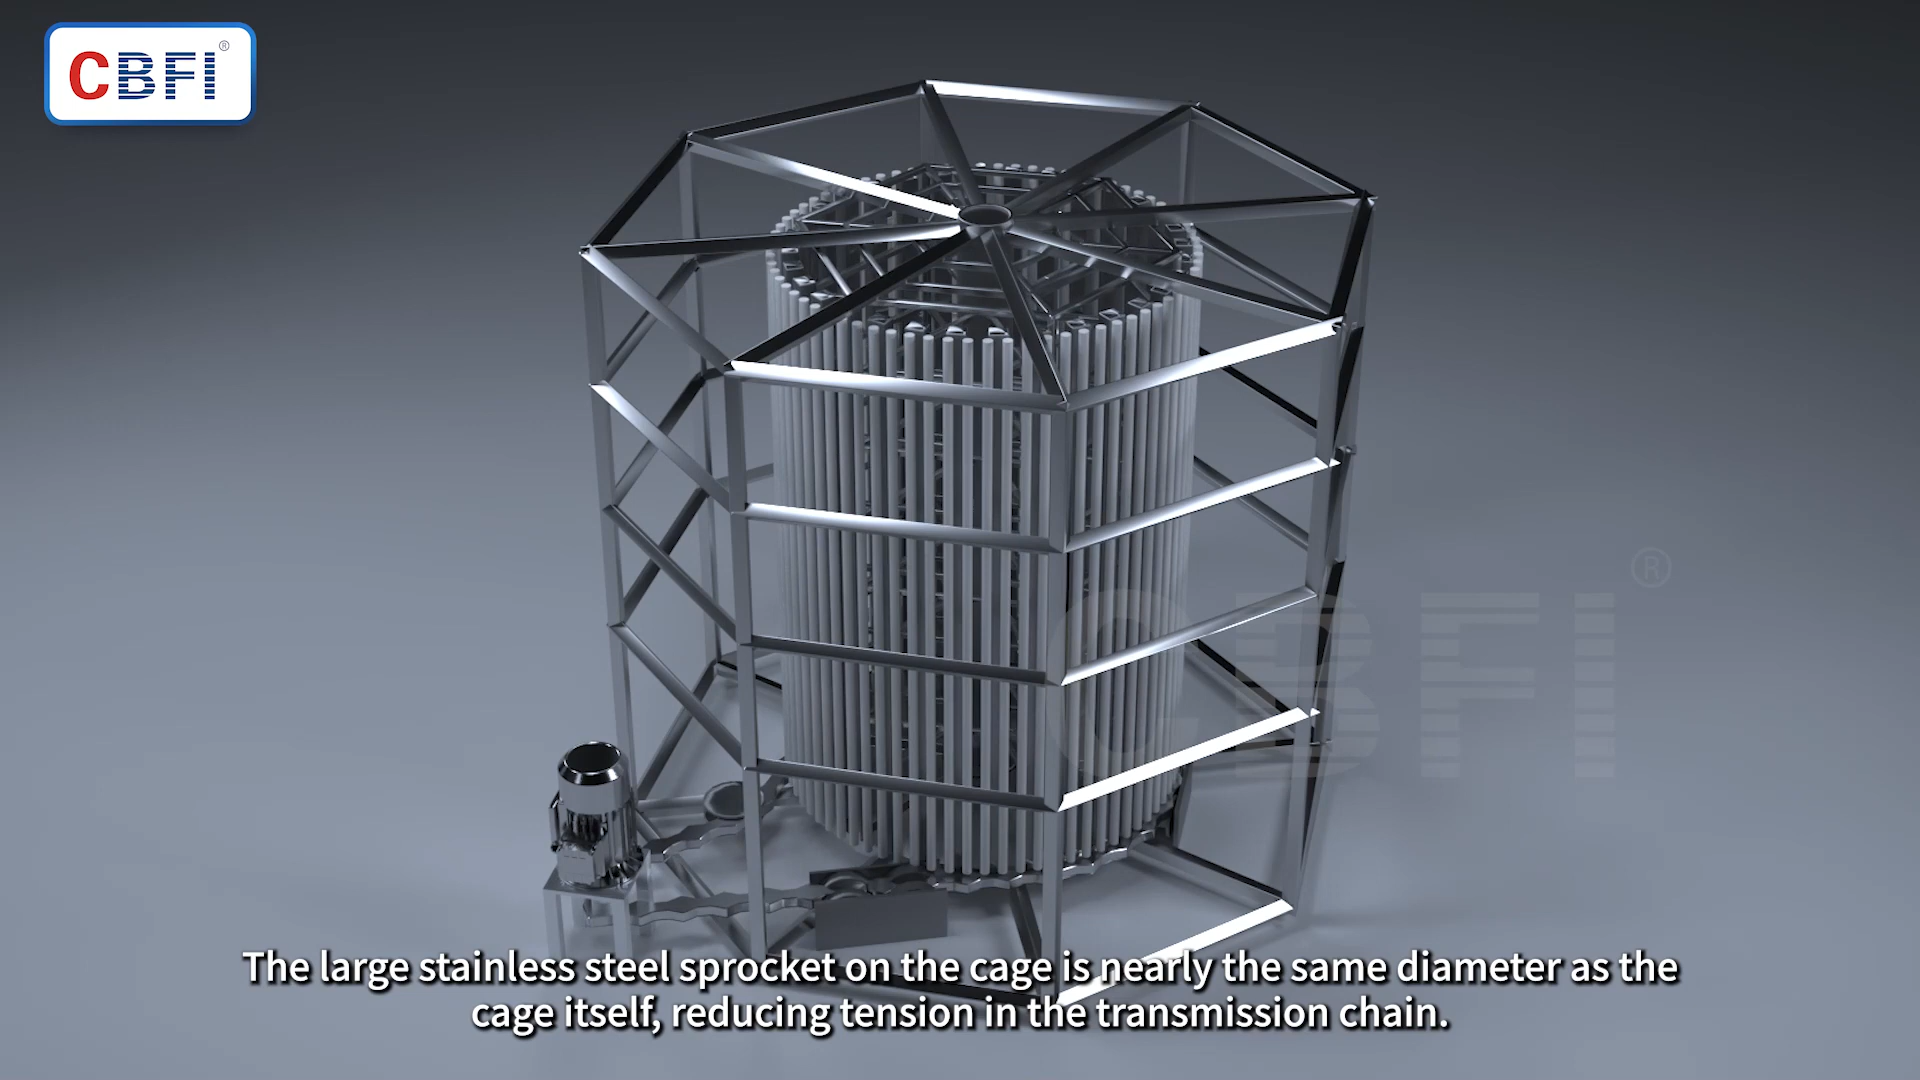 CBFI®
CBFI®
The large stainless steel sprocket on the cage is nearly the same diameter as the
cage itself, reducing tension in the transmission chain.